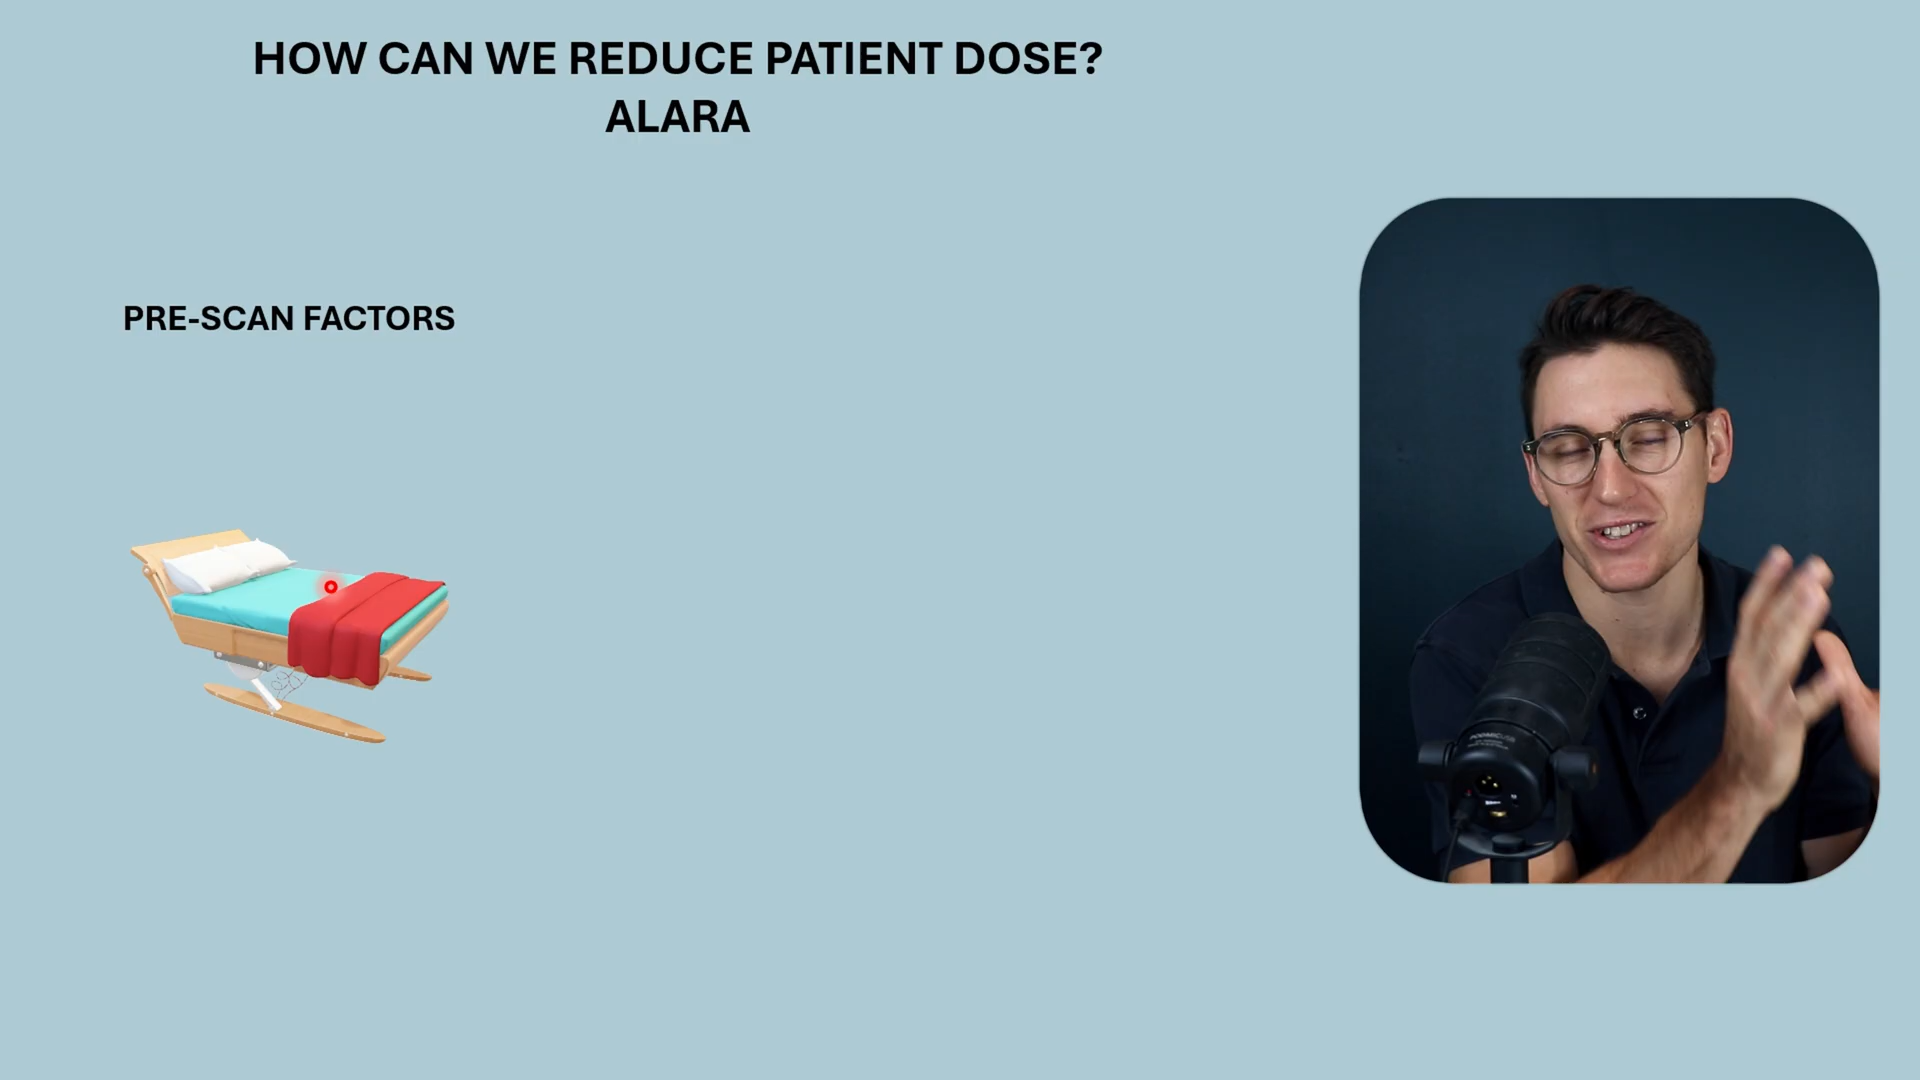 HOW CAN WE REDUCE PATIENT DOSE?
ALARA
PRE-SCAN FACTORS